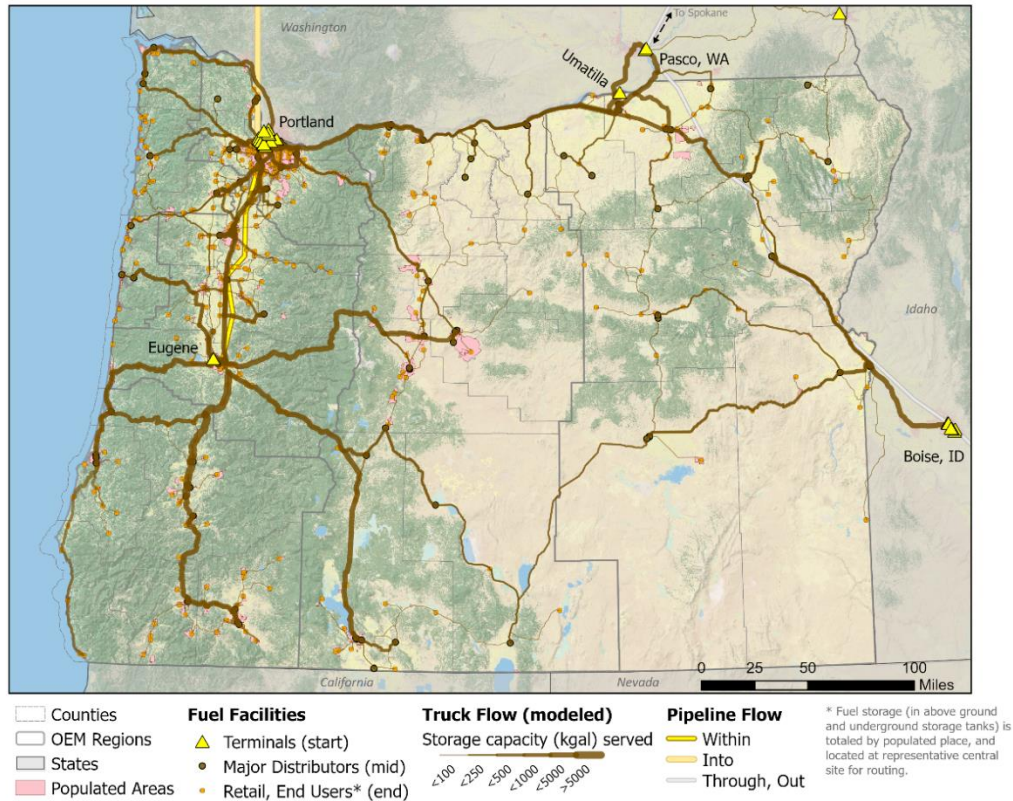 Washington
To Spokane
Pasco, WA
Umatilla
Portland
Idaho
Eugene
Boise, ID
0 25 50 100
Miles
California
Nevada
Counties
OEM Regions
States
Populated Areas
Fuel Facilities
Terminals (start)
Major Distributors (mid)
Retail, End Users* (end)
Truck Flow (modeled)
Storage capacity (kgal) served
<100 <250 <500 <1000 <5000 >5000
Pipeline Flow
Within
Into
Through, Out
* Fuel storage (in above ground
and underground storage tanks) is
totaled by populated place, and
located at representative central
site for routing.